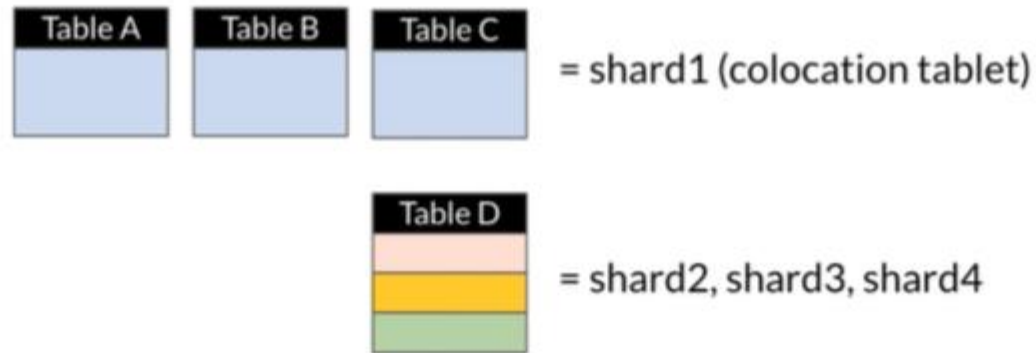 Table A Table B Table C
= shard1 (colocation tablet)
Table D
= shard2, shard3, shard4